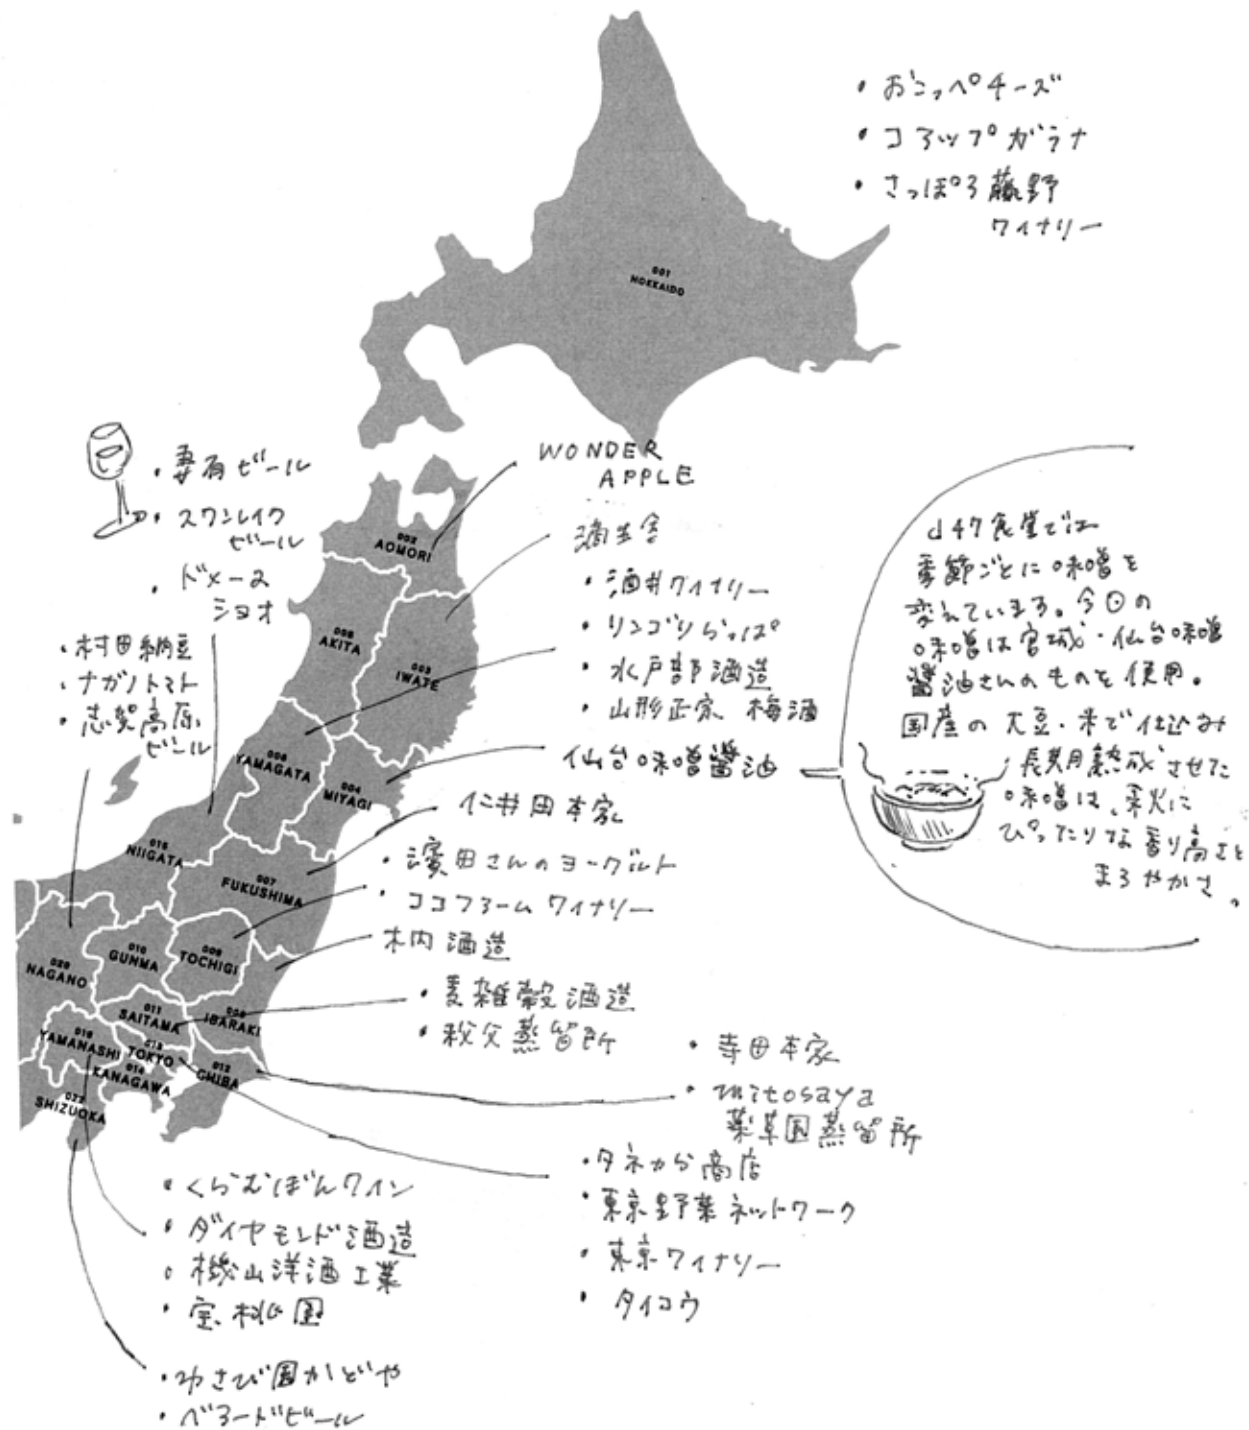 ・おこっぺチーズ
・コアップガラナ
・さっぽろ藤野
ワイナリー
001
HOKKAIDO
・妻有ビール
・スワンレイク
ビール
・ドメーヌ
ショオ
・村田納豆
・ナガノトマト
・志賀高原
ビール
WONDER
APPLE
002
AOMORI
弥生舎
・酒井ワイナリー
・リンゴリらっぱ
・水戸部酒造
・山形正宗 梅酒
仙台味噌醬油
d47食堂では
季節ごとに味噌を
変えています。今日の
味噌は宮城・仙台味噌
醬油さんのものを使用。
国産の大豆・米で仕込み
長期熟成させた
味噌は、
ぴったりな香り高さと
まろやかさ。
AKITA
003
IWATE
YAMAGATA
004
MIYAGI
仁井田本家
・濱田さんのヨーグルト
・ココファームワイナリー
木内酒造
015
NIIGATA
007
FUKUSHIMA
010
GUNMA
009
TOCHIGI
020
NAGANO
011
SAITAMA
IBARAKI
019
YAMANASHI
013
TOKYO
012
CHIBA
014
KANAGAWA
022
SHIZUOKA
・麦雑穀酒造
・秩父蒸留所
・寺田本家
・mitosaya
薬草園蒸留所
・タネから商店
・東京野菜ネットワーク
・東京ワイナリー
・タイコウ
・くらむぼんワイン
・ダイヤモンド酒造
・機山洋酒工業
・宝桃園
・わさび園かどや
・ベアードビール